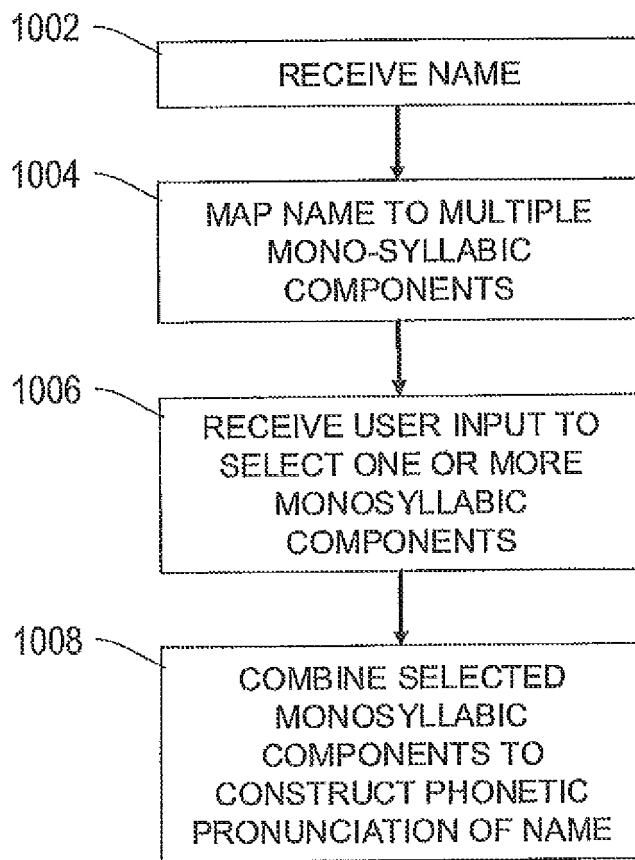 1002
RECEIVE NAME
1004
MAP NAME TO MULTIPLE
MONO-SYLLABIC
COMPONENTS
1006
RECEIVE USER INPUT TO
SELECT ONE OR MORE
MONOSYLLABIC
COMPONENTS
1008
COMBINE SELECTED
MONOSYLLABIC
COMPONENTS TO
CONSTRUCT PHONETIC
PRONUNCIATION OF NAME